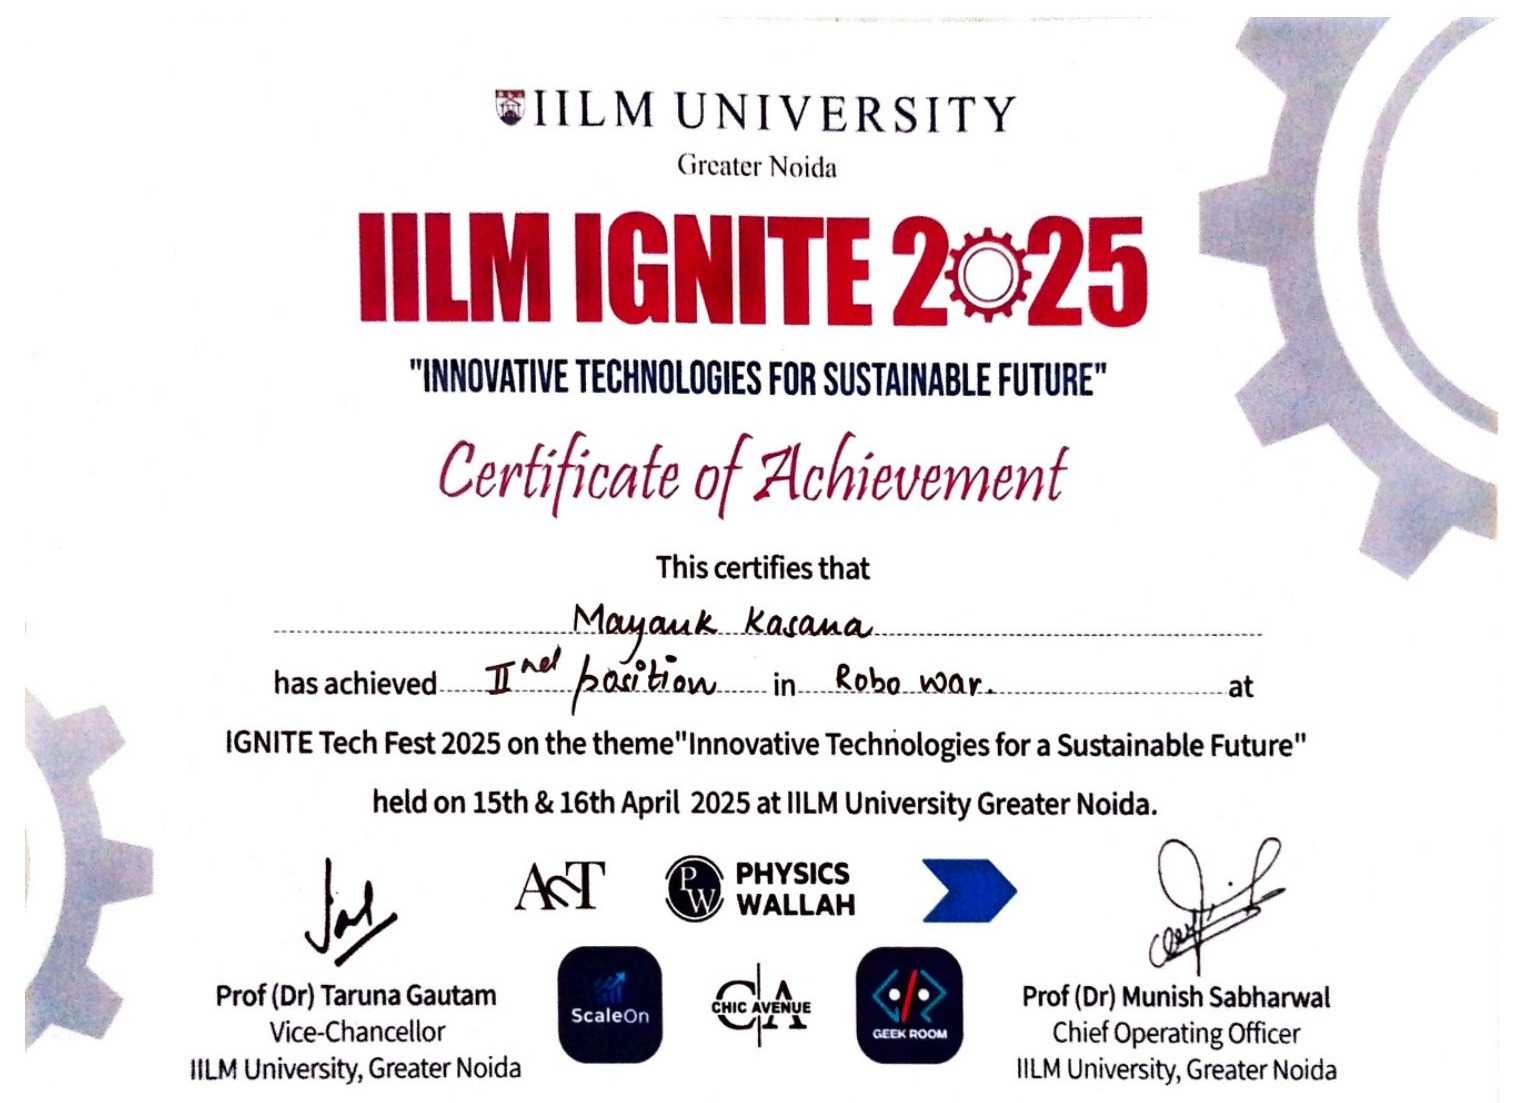 IILM UNIVERSITY
Greater Noida
IILM IGNITE 2025
"INNOVATIVE TECHNOLOGIES FOR SUSTAINABLE FUTURE"
Certificate of Achievement
This certifies that
Mayank Kasana
has achieved IInd position in Robo war. at
IGNITE Tech Fest 2025 on the theme"Innovative Technologies for a Sustainable Future"
held on 15th & 16th April 2025 at IILM University Greater Noida.
PW PHYSICS WALLAH
ScaleOn
CA CHIC AVENUE
GEEK ROOM
Prof (Dr) Taruna Gautam
Vice-Chancellor
IILM University, Greater Noida
Prof (Dr) Munish Sabharwal
Chief Operating Officer
IILM University, Greater Noida